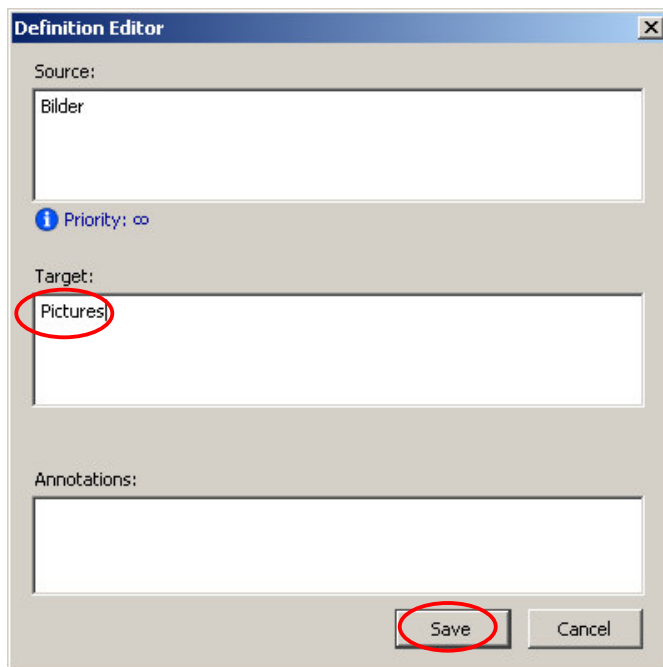 Definition Editor
Source:
Bilder
Priority: ∞
Target:
Pictures
Annotations:
Save Cancel